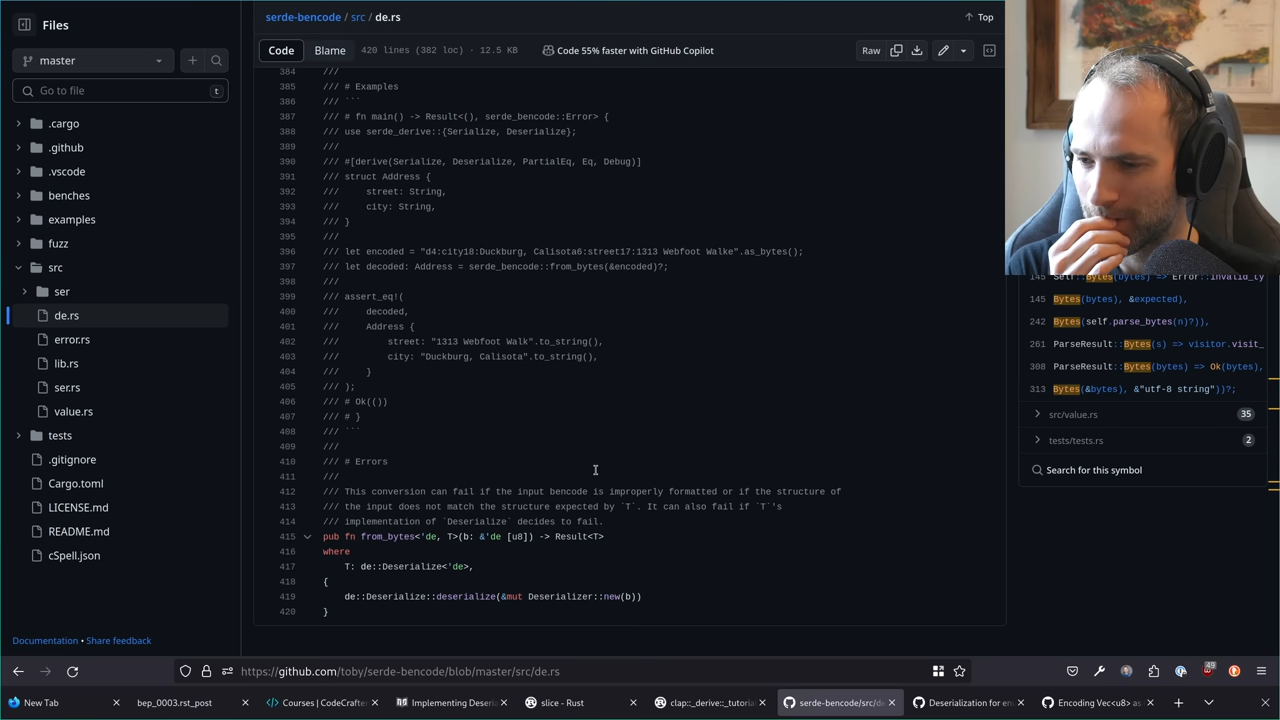 Files
serde-bencode / src / de.rs
Top
master
Code Blame 420 lines (382 loc) · 12.5 KB Code 55% faster with GitHub Copilot Raw
Go to file t
.cargo
.github
.vscode
benches
examples
fuzz
src
ser
de.rs
error.rs
lib.rs
ser.rs
value.rs
tests
.gitignore
Cargo.toml
LICENSE.md
README.md
cSpell.json
Documentation • Share feedback
384 ///
385 /// # Examples
386 /// ```
387 /// # fn main() -> Result<(), serde_bencode::Error> {
388 /// use serde_derive::{Serialize, Deserialize};
389 ///
390 /// #[derive(Serialize, Deserialize, PartialEq, Eq, Debug)]
391 /// struct Address {
392 ///     street: String,
393 ///     city: String,
394 /// }
395 ///
396 /// let encoded = "d4:city18:Duckburg, Calisota6:street17:1313 Webfoot Walke".as_bytes();
397 /// let decoded: Address = serde_bencode::from_bytes(&encoded)?;
398 ///
399 /// assert_eq!(
400 ///     decoded,
401 ///     Address {
402 ///         street: "1313 Webfoot Walk".to_string(),
403 ///         city: "Duckburg, Calisota".to_string(),
404 ///     }
405 /// );
406 /// # Ok(())
407 /// # }
408 /// ```
409 ///
410 /// # Errors
411 ///
412 /// This conversion can fail if the input bencode is improperly formatted or if the structure of
413 /// the input does not match the structure expected by `T`. It can also fail if `T`'s
414 /// implementation of `Deserialize` decides to fail.
415 pub fn from_bytes<'de, T>(b: &'de [u8]) -> Result<T>
416 where
417     T: de::Deserialize<'de>,
418 {
419     de::Deserialize::deserialize(&mut Deserializer::new(b))
420 }
145 Self::Bytes(bytes) => Error::invalid_ty
145 Bytes(bytes), &expected),
242 Bytes(self.parse_bytes(n)?)),
261 ParseResult::Bytes(s) => visitor.visit_
308 ParseResult::Bytes(bytes) => Ok(bytes),
313 Bytes(&bytes), &"utf-8 string"))?;
src/value.rs 35
tests/tests.rs 2
Search for this symbol
https://github.com/toby/serde-bencode/blob/master/src/de.rs
49
New Tab
bep_0003.rst_post
Courses | CodeCrafte
Implementing Deseria
slice - Rust
clap::_derive::_tutoria
serde-bencode/src/d
Deserialization for en
Encoding Vec<u8> as